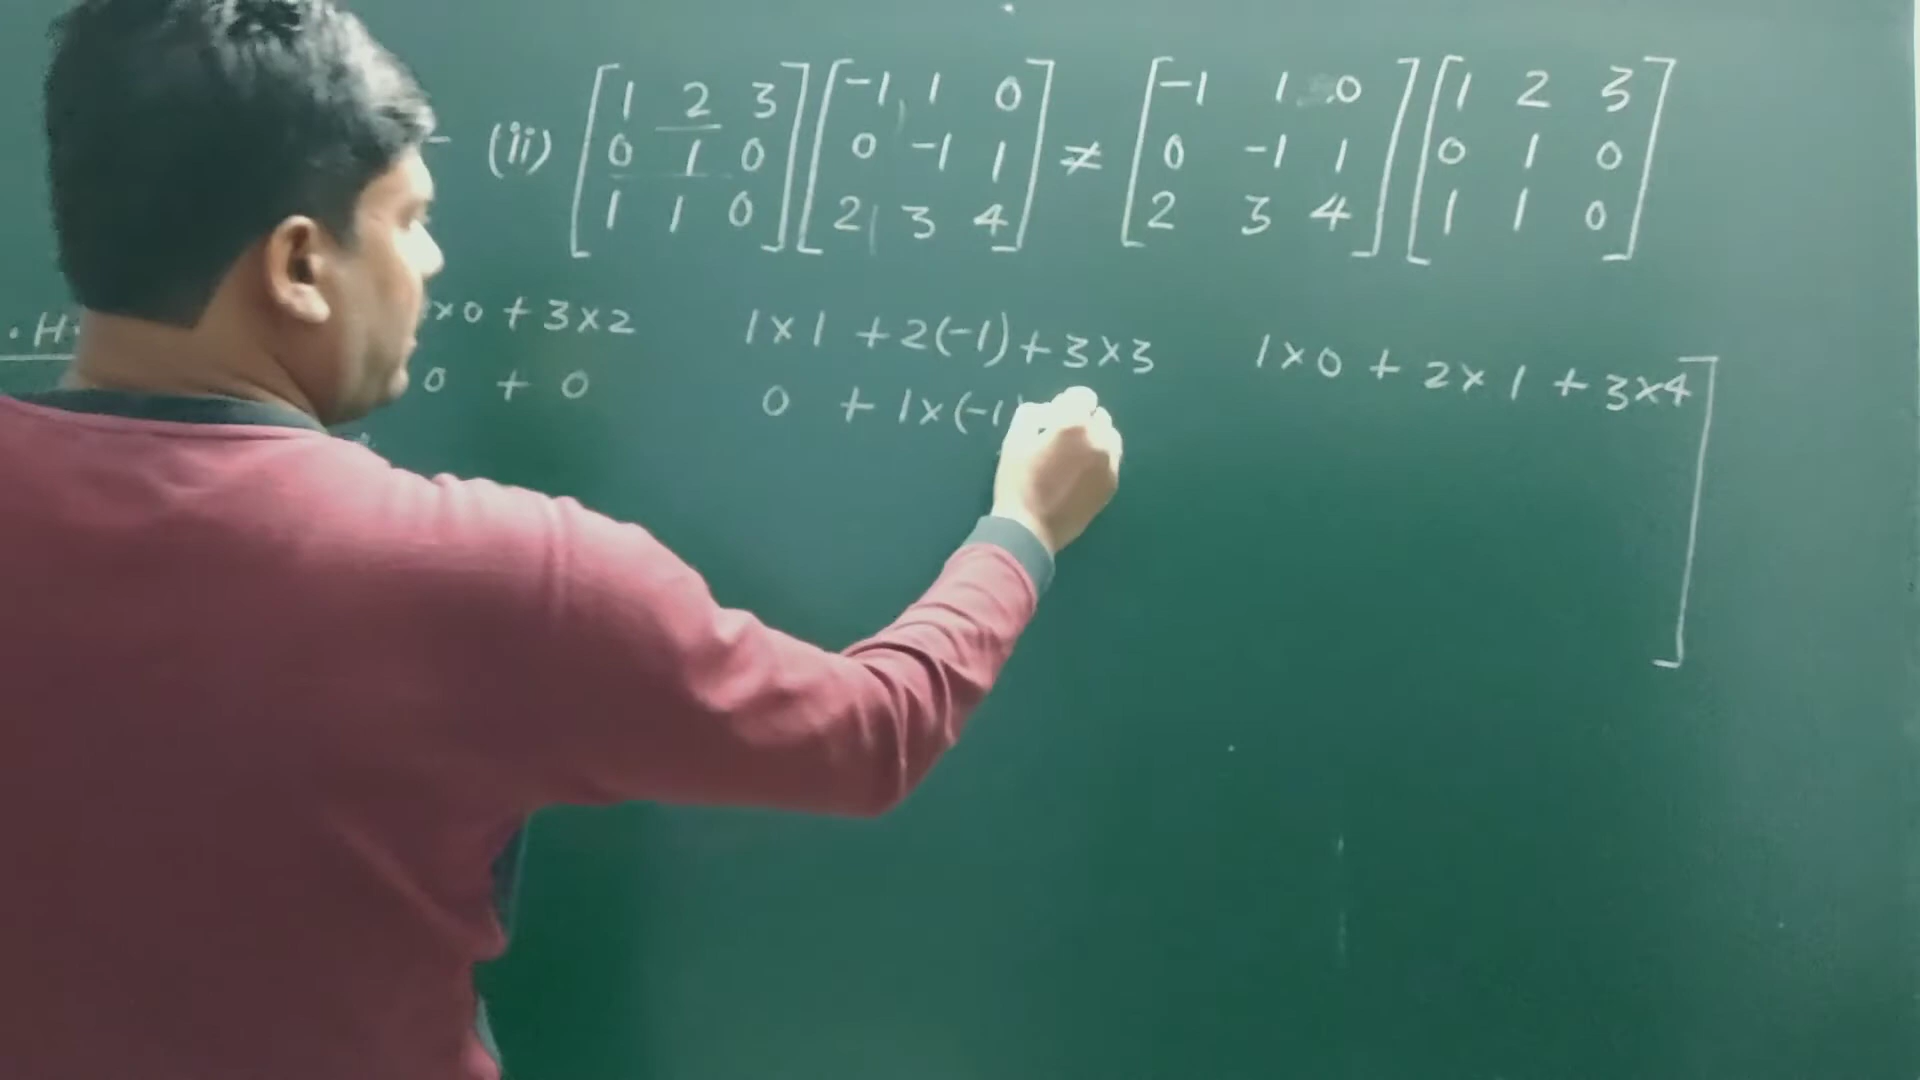 (ii) [1 2 3] [-1 1 0] ≠ [-1 1 0] [1 2 3]
[0 1 0] [0 -1 1] [0 -1 1] [0 1 0]
[1 1 0] [2 3 4] [2 3 4] [1 1 0]
. H. ×0 + 3×2 1×1 + 2(-1) + 3×3 1×0 + 2×1 + 3×4]
0 + 0 0 + 1×(-1